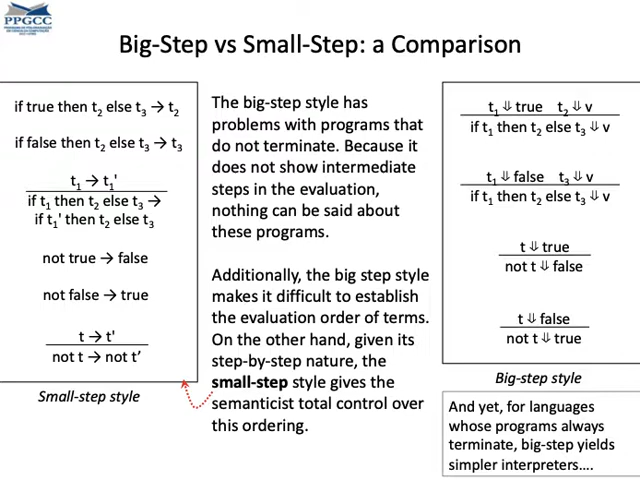 PPGCC
Big-Step vs Small-Step: a Comparison
if true then t₂ else t₃ → t₂
if false then t₂ else t₃ → t₃
t₁ → t₁'
if t₁ then t₂ else t₃ →
if t₁' then t₂ else t₃
not true → false
not false → true
t → t'
not t → not t’
Small-step style
The big-step style has
problems with programs that
do not terminate. Because it
does not show intermediate
steps in the evaluation,
nothing can be said about
these programs.
Additionally, the big step style
makes it difficult to establish
the evaluation order of terms.
On the other hand, given its
step-by-step nature, the
small-step style gives the
semanticist total control over
this ordering.
t₁ ⇓ true t₂ ⇓ v
if t₁ then t₂ else t₃ ⇓ v
t₁ ⇓ false t₃ ⇓ v
if t₁ then t₂ else t₃ ⇓ v
t ⇓ true
not t ⇓ false
t ⇓ false
not t ⇓ true
Big-step style
And yet, for languages
whose programs always
terminate, big-step yields
simpler interpreters....